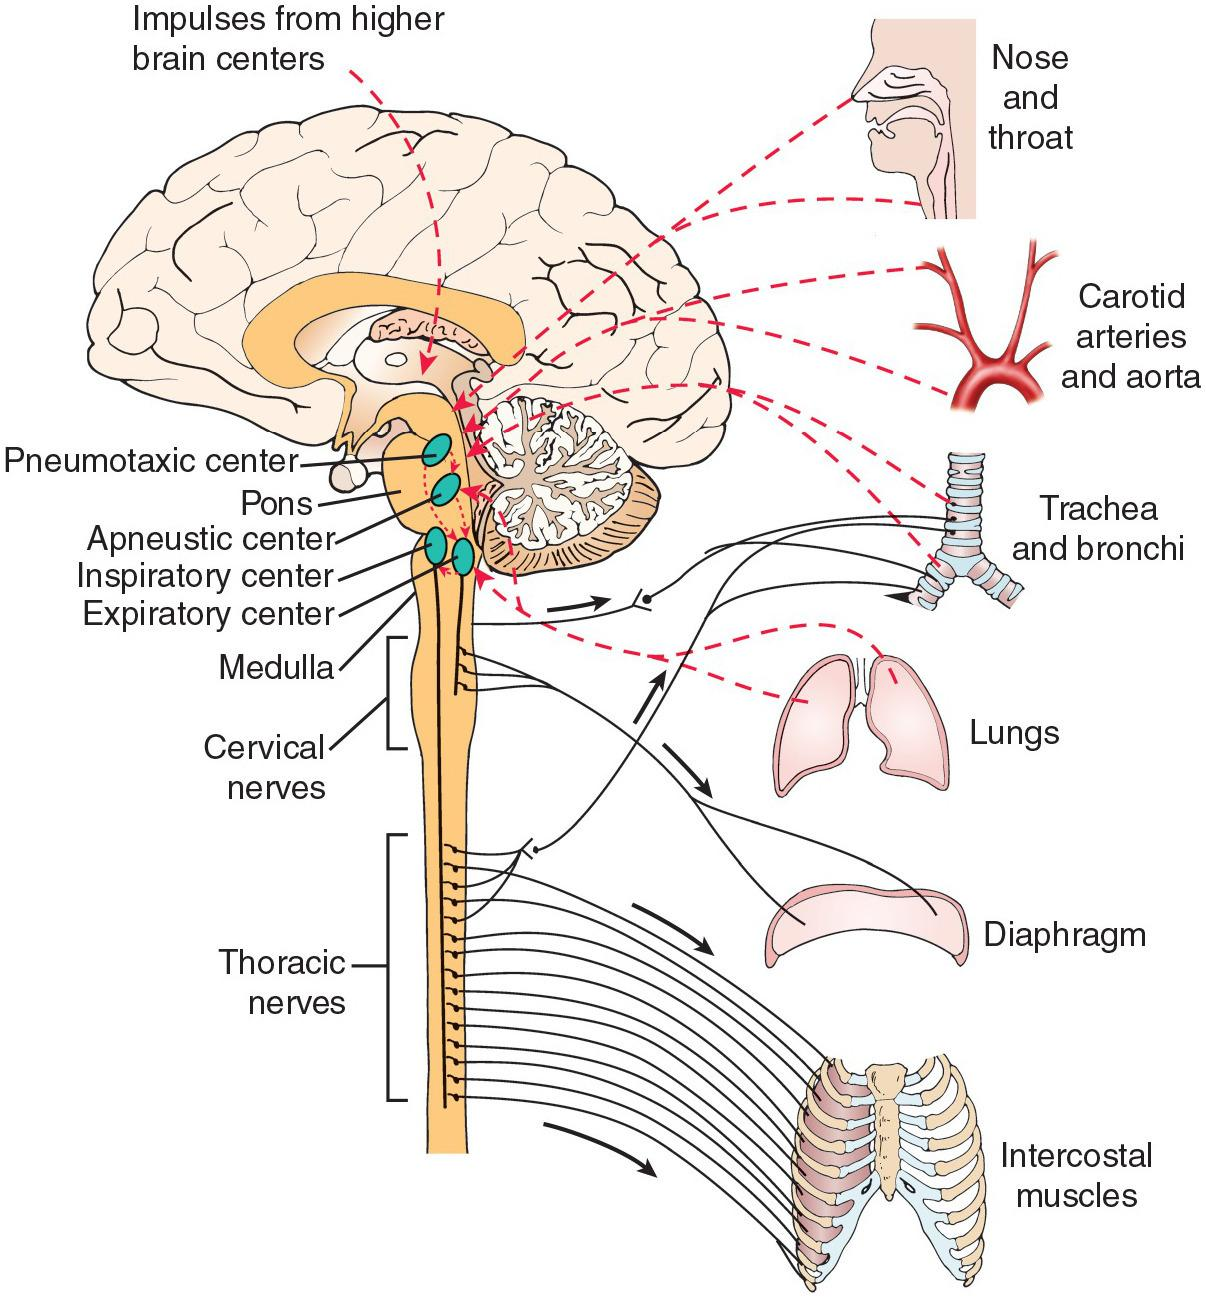 Impulses from higher
brain centers
Nose
and
throat
Carotid
arteries
and aorta
Pneumotaxic center
Pons
Apneustic center
Inspiratory center
Expiratory center
Medulla
Cervical
nerves
Thoracic
nerves
Trachea
and bronchi
Lungs
Diaphragm
Intercostal
muscles